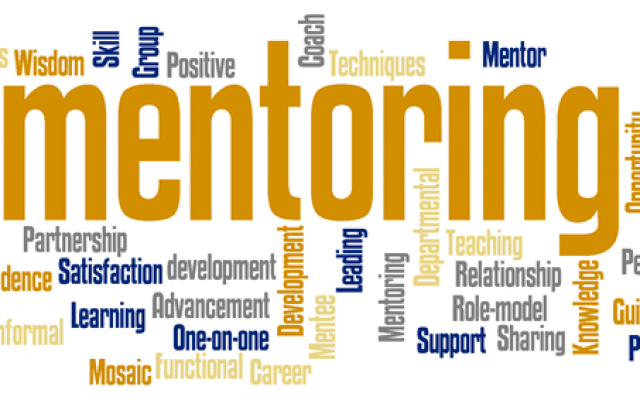 Wisdom
Skill
Group
Positive
Coach
Techniques
Mentor
mentoring
Opportunity
Partnership
Departmental
Teaching
Satisfaction
development
Development
Leading
Mentoring
Relationship
Knowledge
Learning
Advancement
Mentee
Role-model
One-on-one
Support
Sharing
Mosaic
Functional
Career